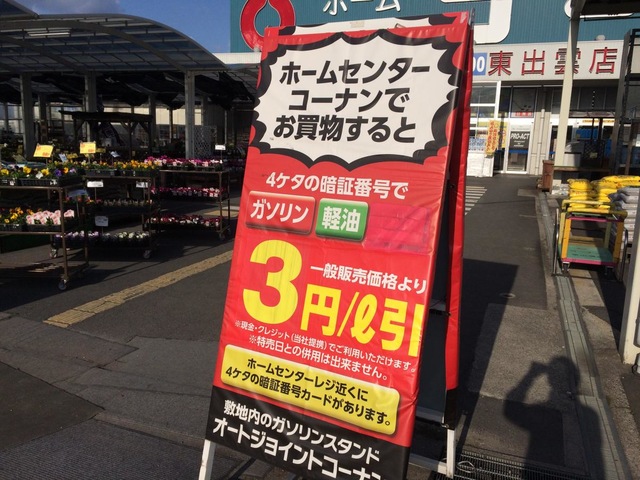 ホーム
東出雲店
PRO-ACT
ホームセンター
コーナンで
お買物すると
4ケタの暗証番号で
ガソリン 軽油
一般販売価格より
3円/ℓ引
※現金・クレジット(当社提携)でご利用いただけます。
※特売日との併用は出来ません。
ホームセンターレジ近くに
4ケタの暗証番号カードがあります。
敷地内のガソリンスタンド
オートジョイントコーナン